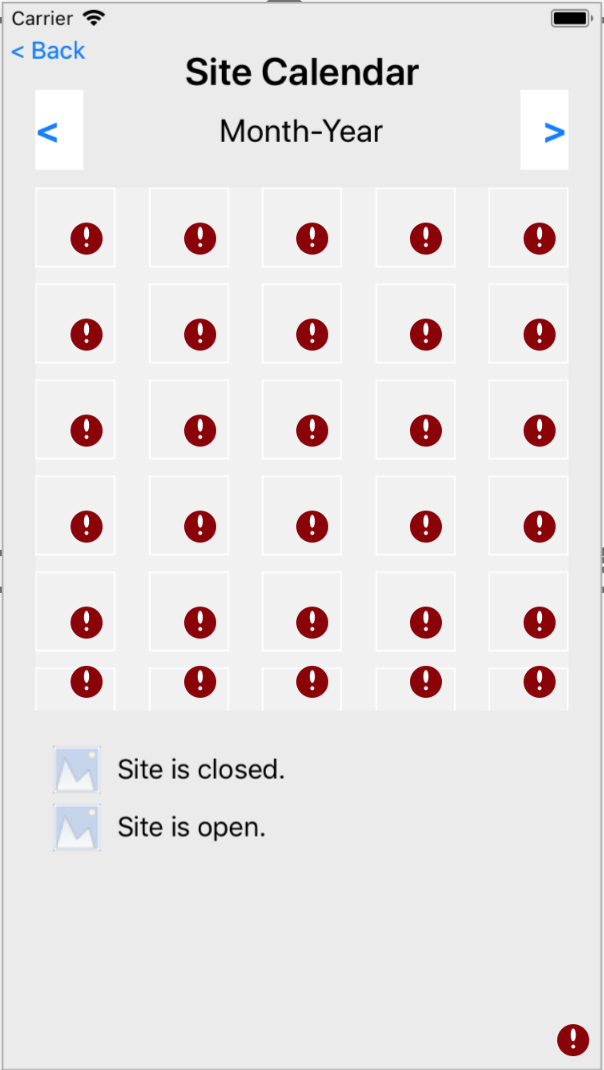 Carrier
< Back
Site Calendar
< Month-Year >
Site is closed.
Site is open.